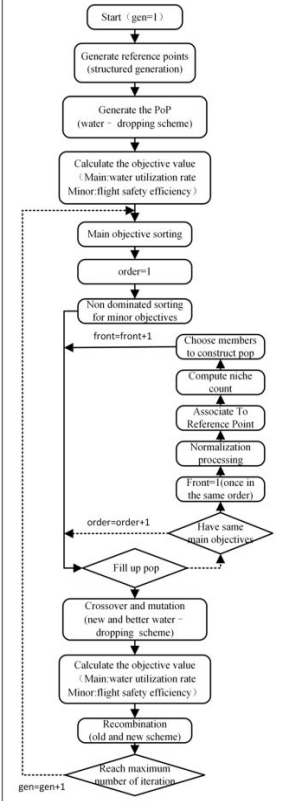 Start (gen=1)
Generate reference points
(structured generation)
Generate the PoP
(water - dropping scheme)
Calculate the objective value
(Main:water utilization rate
Minor:flight safety efficiency)
Main objective sorting
order=1
Non dominated sorting
for minor objectives
front=front+1
Choose members
to construct pop
Compute niche
count
Associate To
Reference Point
Normalization
processing
Front=1(once in
the same order)
order=order+1
Have same
main objectives
Fill up pop
Crossover and mutation
(new and better water -
dropping scheme)
Calculate the objective value
(Main:water utilization rate
Minor:flight safety efficiency)
Recombination
(old and new scheme)
Reach maximum
number of iteration
gen=gen+1